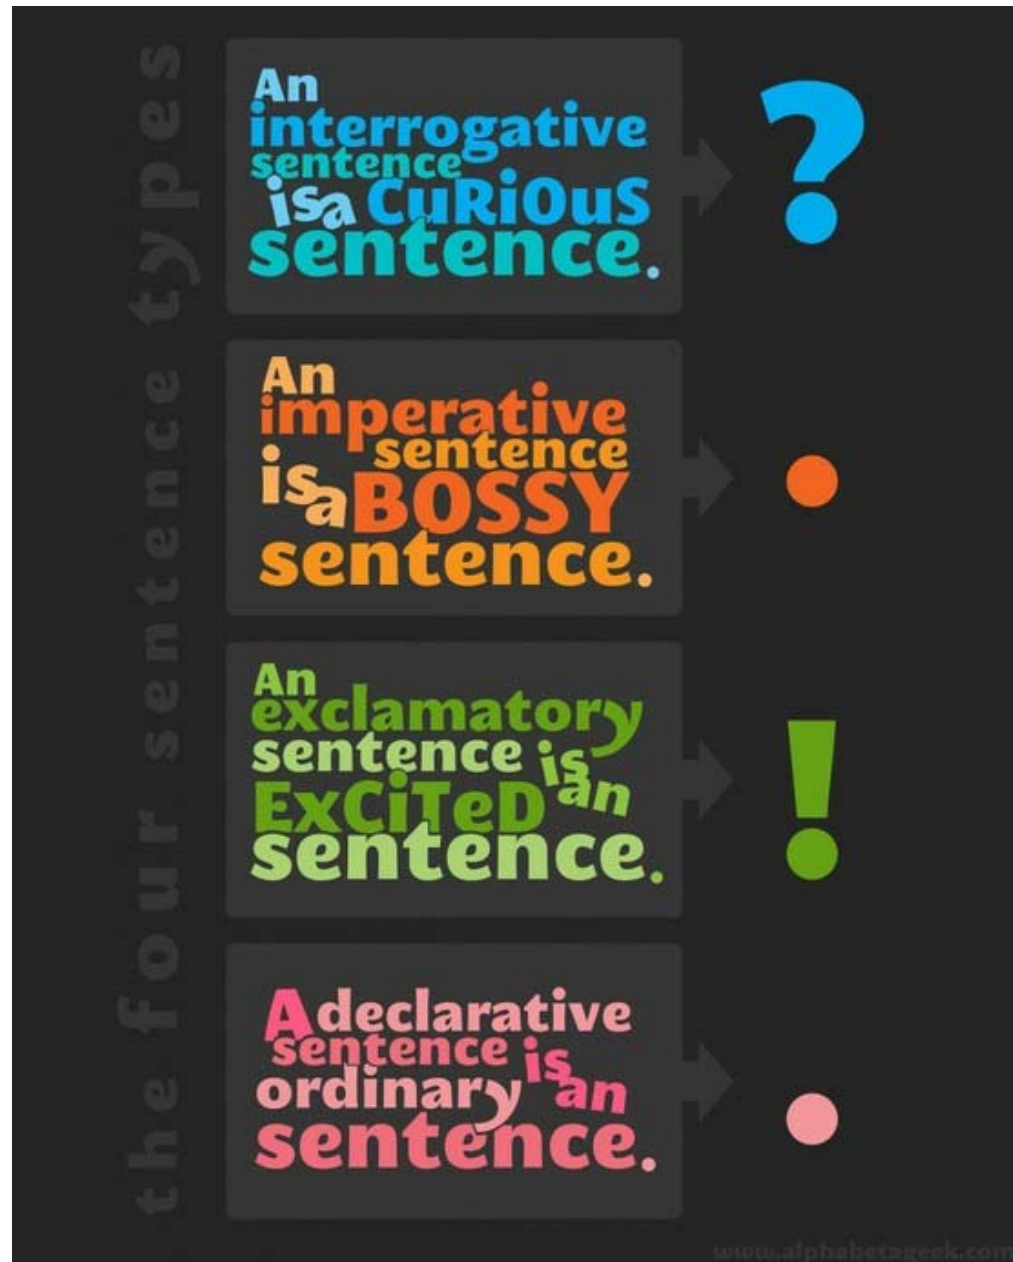 the four sentence types
An
interrogative
sentence
is a CuRiOuS
sentence.
?
An
imperative
sentence
is a BOSSY
sentence.
.
An
exclamatory
sentence is
ExCiTeD an
sentence.
!
A declarative
sentence is
ordinary an
sentence.
.
www.alphabetageek.com